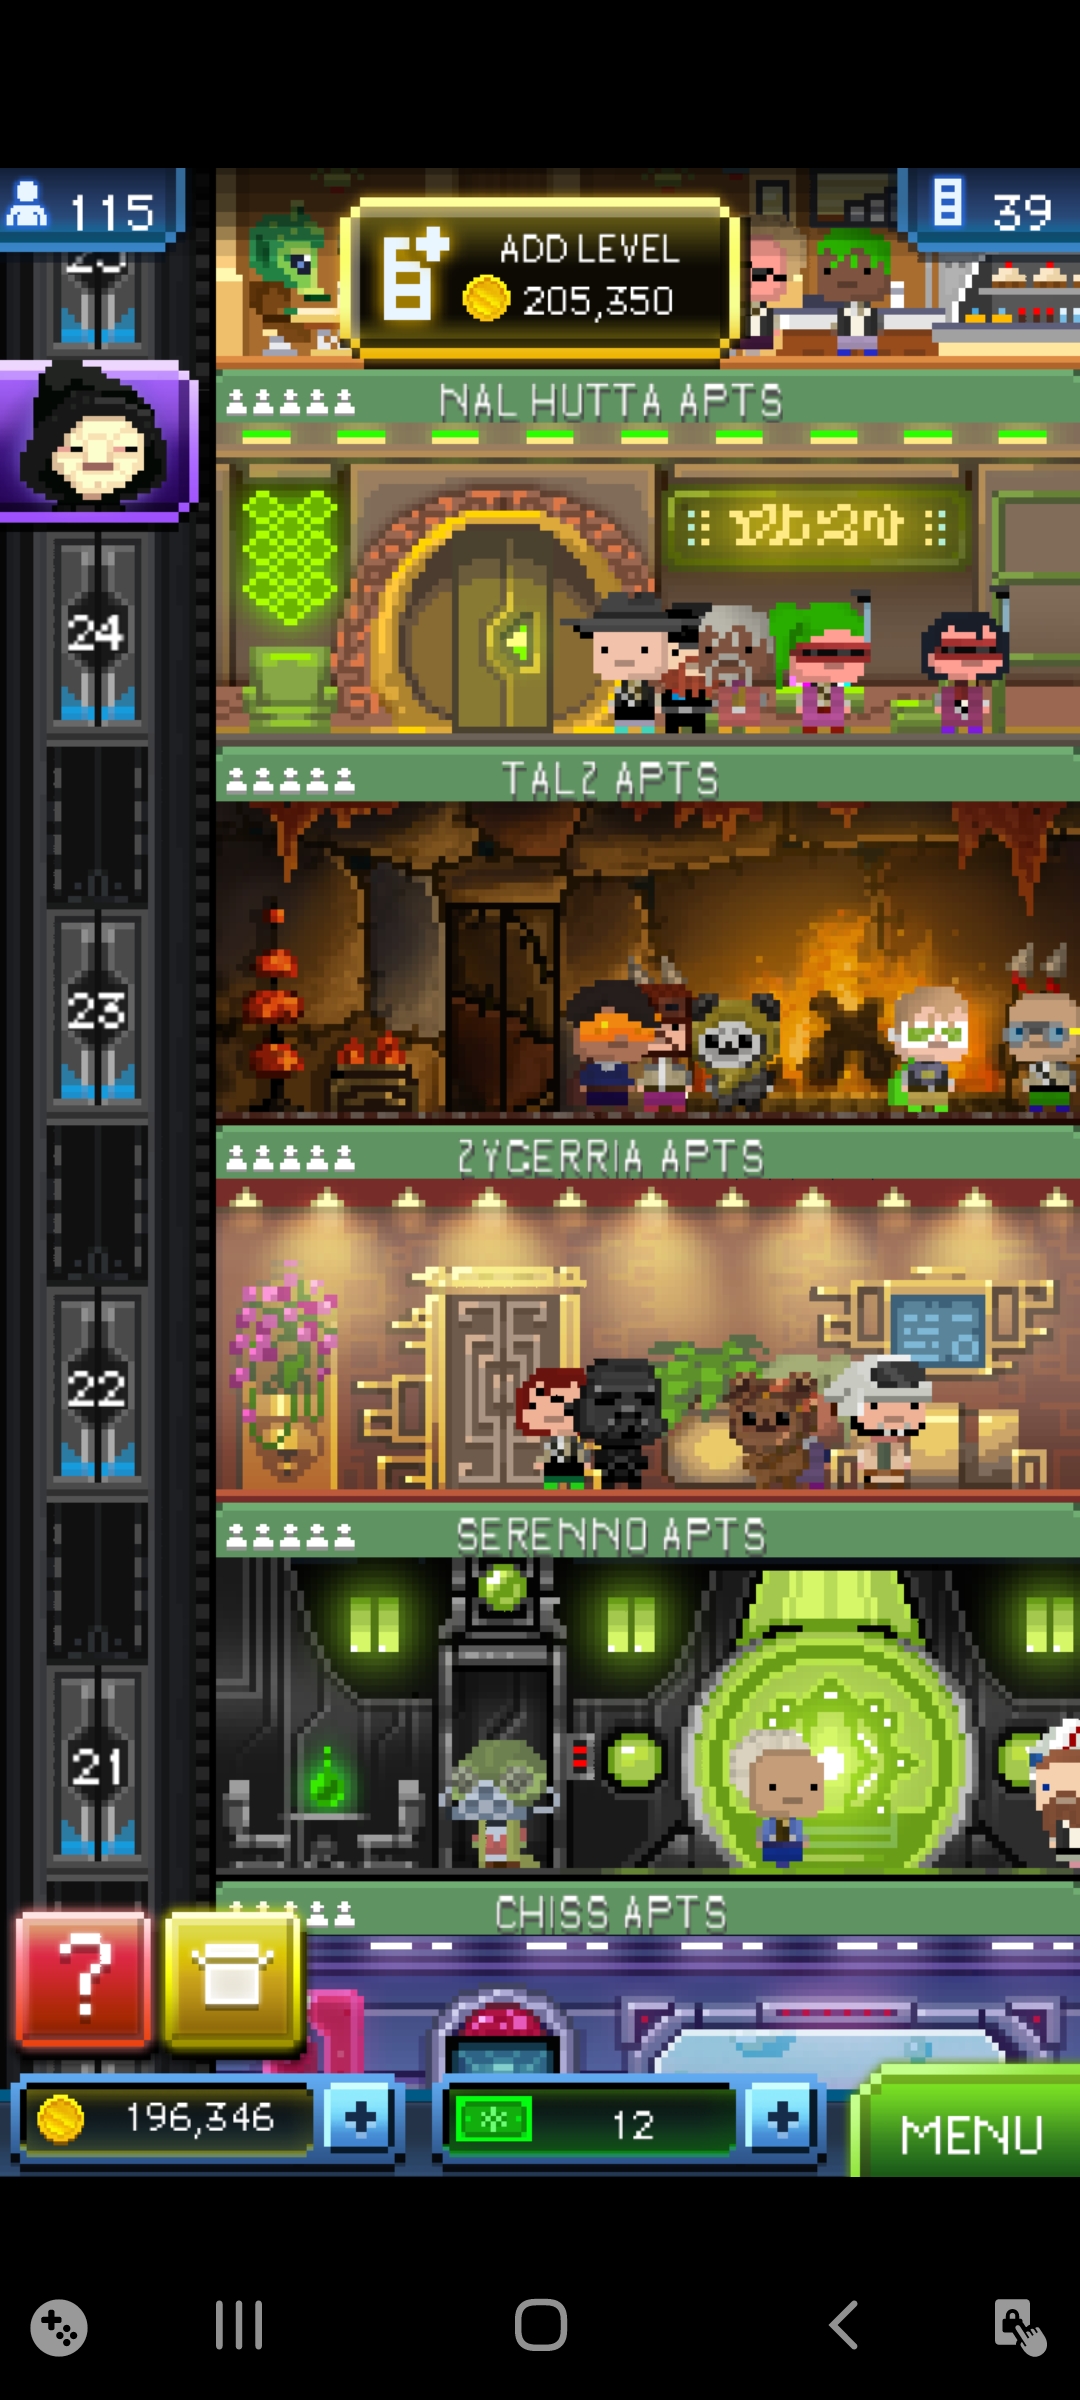 115
39
ADD LEVEL
205,350
NAL HUTTA APTS
24
TALZ APTS
23
ZYGERRIA APTS
22
SERENNO APTS
21
CHISS APTS
?
196,346
+
12
+
MENU